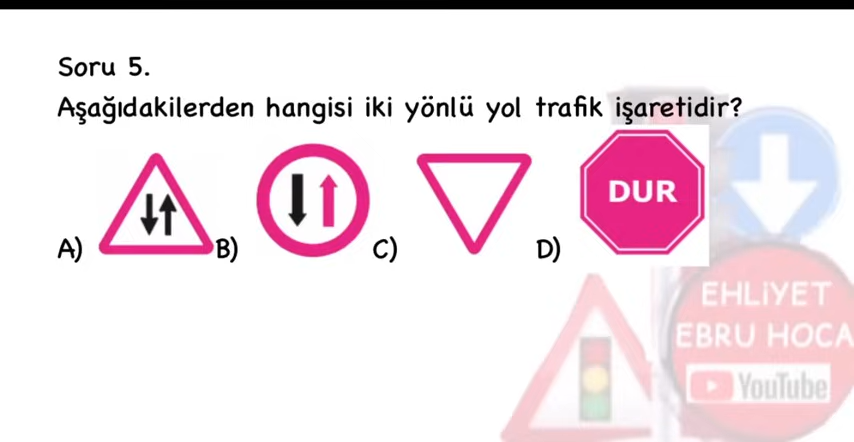 Soru 5.
Aşağıdakilerden hangisi iki yönlü yol trafik işaretidir?
A) B) C) D) DUR
EHLİYET
EBRU HOCA
YouTube